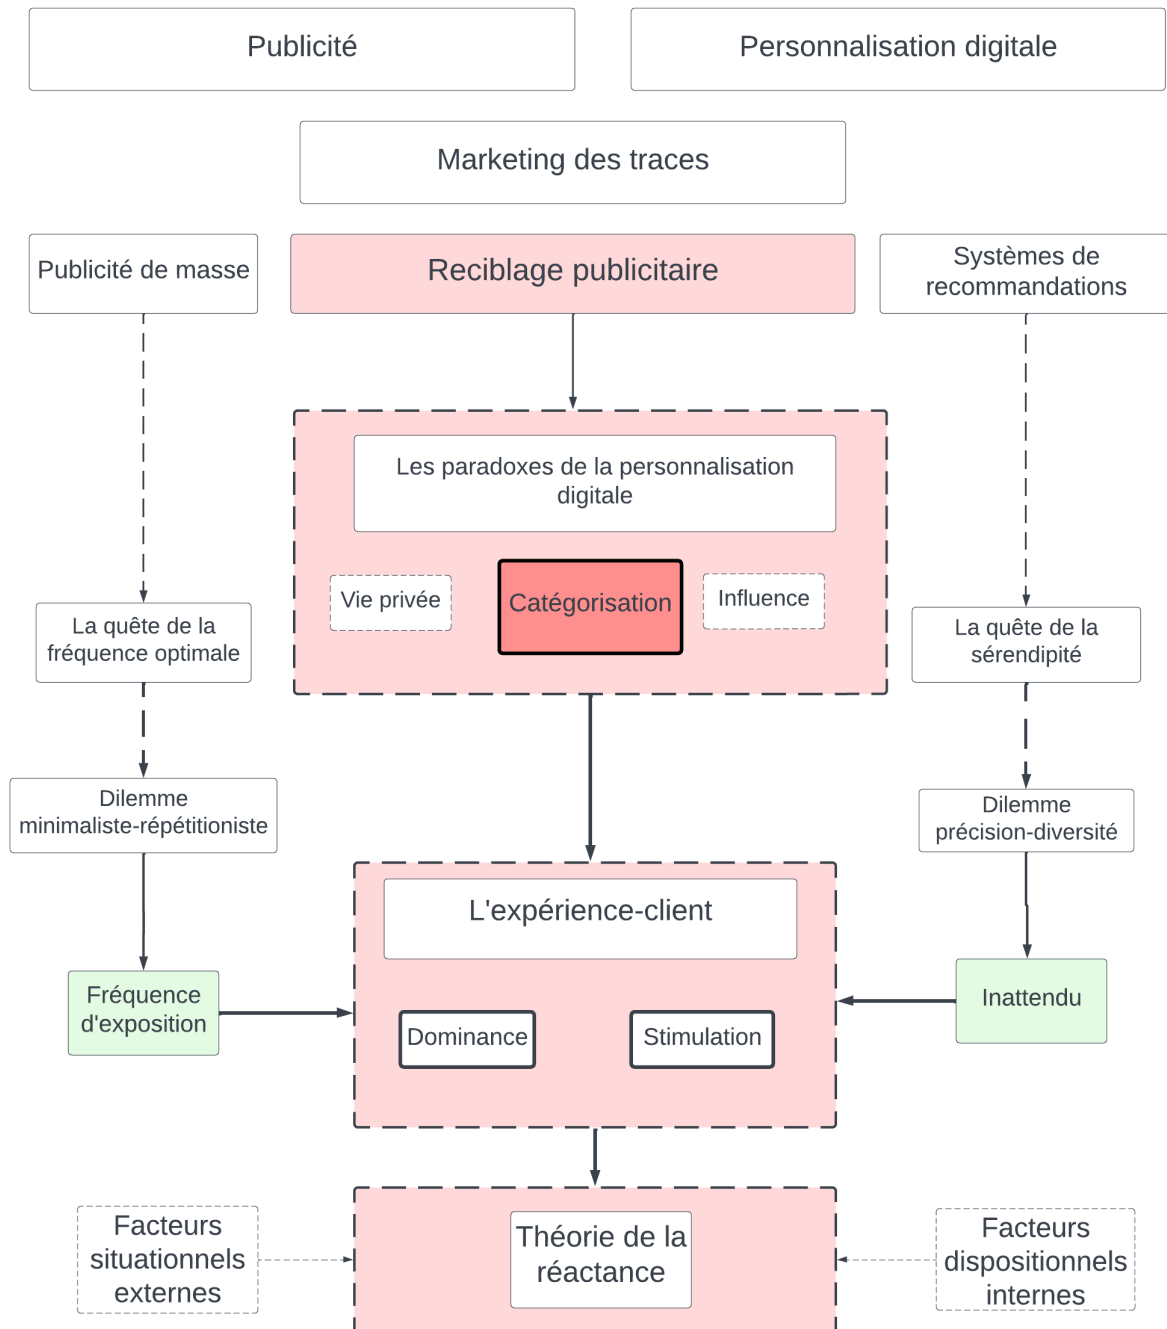 Publicité
Personnalisation digitale
Marketing des traces
Publicité de masse
Reciblage publicitaire
Systèmes de
recommandations
Les paradoxes de la personnalisation
digitale
Vie privée
Catégorisation
Influence
La quête de la
fréquence optimale
La quête de la
sérendipité
Dilemme
minimaliste-répétitioniste
Dilemme
précision-diversité
L'expérience-client
Fréquence
d'exposition
Inattendu
Dominance
Stimulation
Facteurs
situationnels
externes
Théorie de la
réactance
Facteurs
dispositionnels
internes